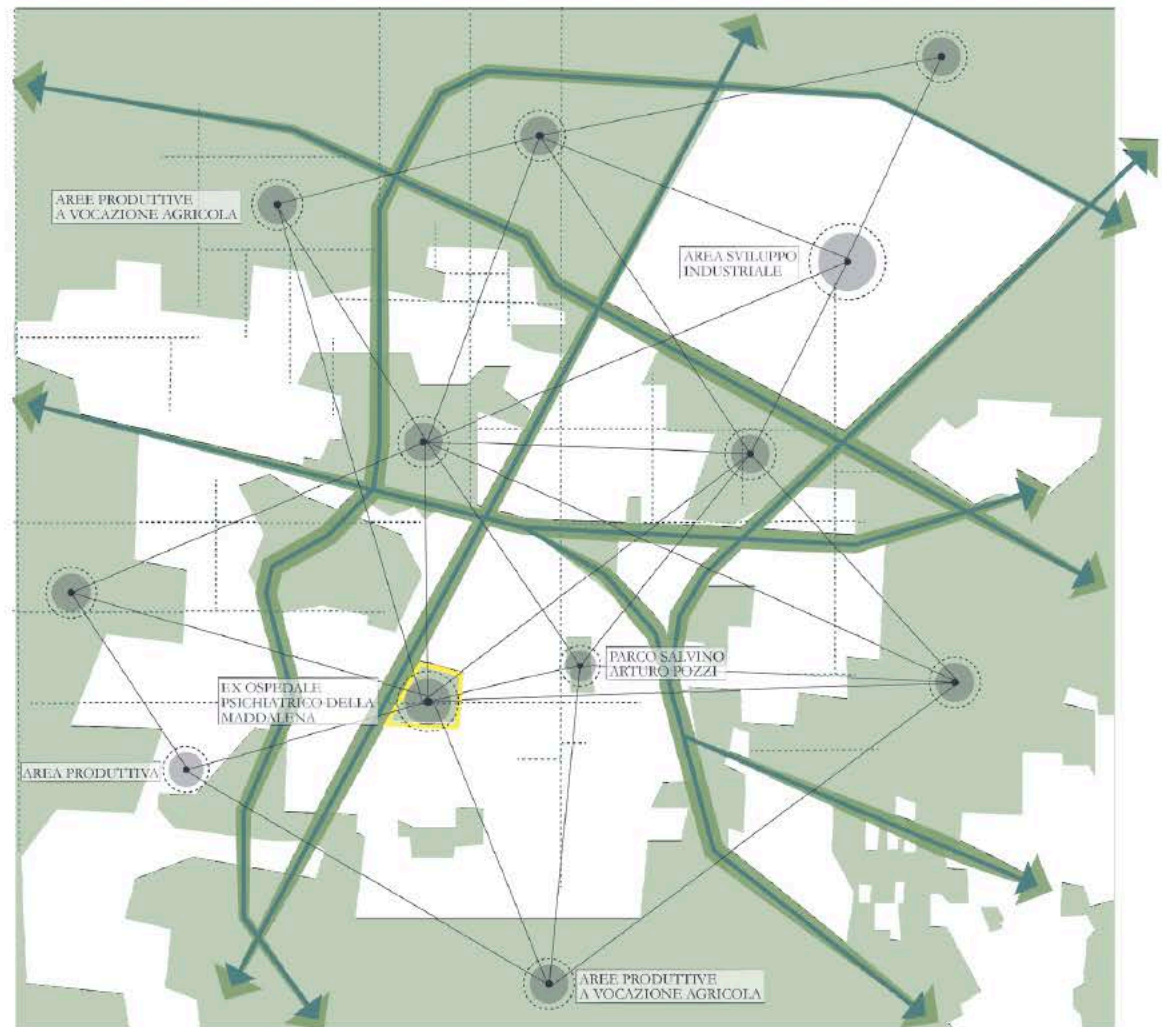 AREE PRODUTTIVE
A VOCAZIONE AGRICOLA
AREA SVILUPPO
INDUSTRIALE
PARCO SALVINO
ARTURO POZZI
EX OSPEDALE
PSICHIATRICO DELLA
MADDALENA
AREA PRODUTTIVA
AREE PRODUTTIVE
A VOCAZIONE AGRICOLA